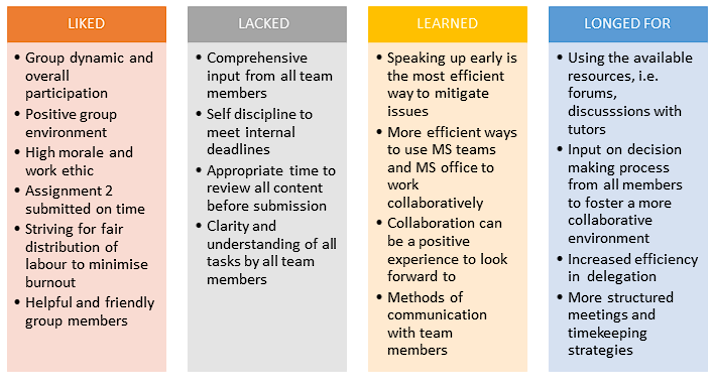 LIKED
• Group dynamic and
overall
participation
• Positive group
environment
• High morale and
work ethic
• Assignment 2
submitted on time
• Striving for fair
distribution of
labour to minimise
burnout
• Helpful and friendly
group members
LACKED
• Comprehensive
input from all team
members
• Self discipline to
meet internal
deadlines
• Appropriate time to
review all content
before submission
• Clarity and
understanding of all
tasks by all team
members
LEARNED
• Speaking up early is
the most efficient
way to mitigate
issues
• More efficient ways
to use MS teams
and MS office to
work
collaboratively
• Collaboration can
be a positive
experience to look
forward to
• Methods of
communication
with team
members
LONGED FOR
• Using the available
resources, i.e.
forums,
discusssions with
tutors
• Input on decision
making process
from all members
to foster a more
collaborative
environment
• Increased efficiency
in delegation
• More structured
meetings and
timekeeping
strategies